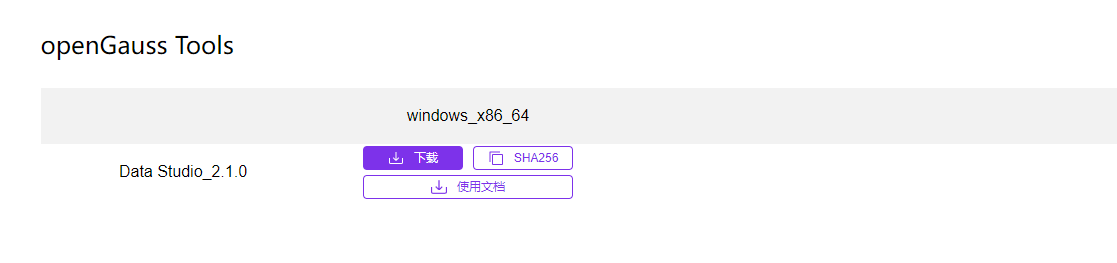 openGauss Tools
windows_x86_64
Data Studio_2.1.0
下载
SHA256
使用文档